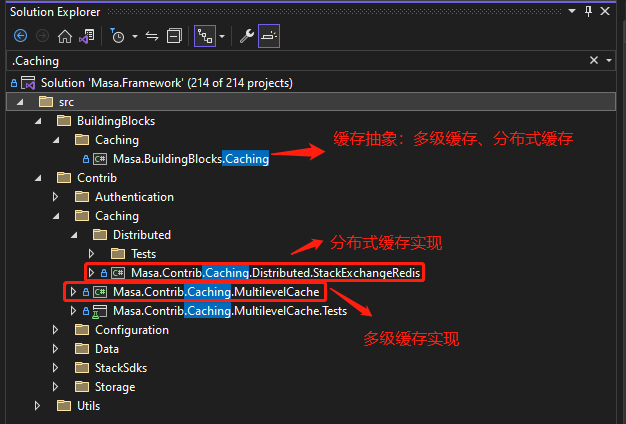 Solution Explorer
.Caching
Solution 'Masa.Framework' (214 of 214 projects)
src
BuildingBlocks
Caching
缓存抽象：多级缓存、分布式缓存
Masa.BuildingBlocks.Caching
Contrib
Authentication
Caching
Distributed
分布式缓存实现
Tests
Masa.Contrib.Caching.Distributed.StackExchangeRedis
Masa.Contrib.Caching.MultilevelCache
Masa.Contrib.Caching.MultilevelCache.Tests
Configuration
多级缓存实现
Data
StackSdks
Storage
Utils